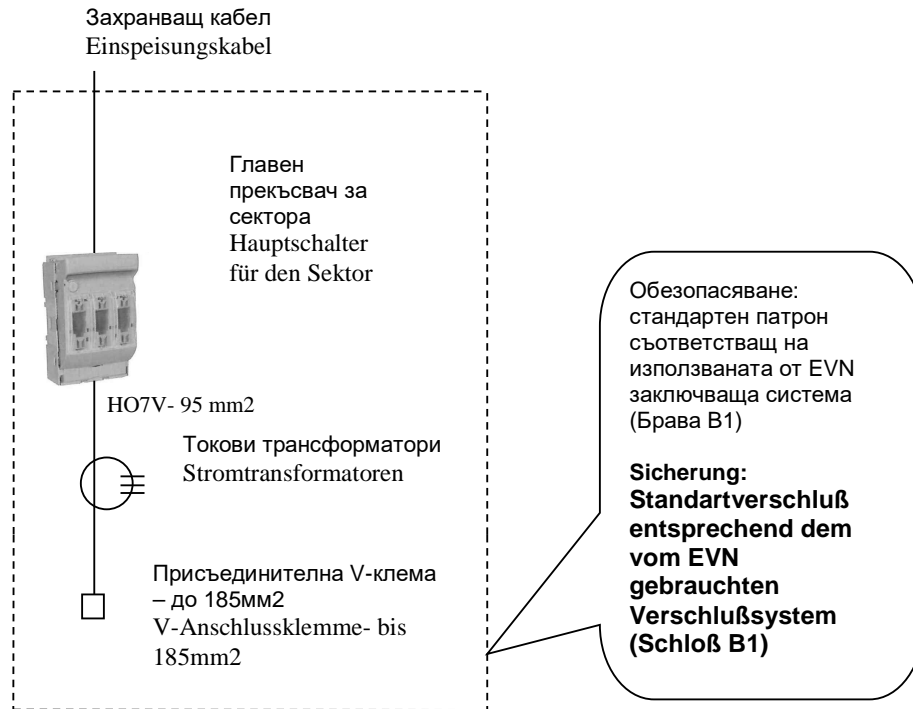 Захранващ кабел
Einspeisungskabel
Главен
прекъсвач за
сектора
Hauptschalter
für den Sektor
HO7V- 95 mm2
Токови трансформатори
Stromtransformatoren
Присъединителна V-клема
– до 185мм2
V-Anschlussklemme- bis
185mm2
Обезопасяване:
стандартен патрон
съответстващ на
използваната от EVN
заключваща система
(Брава В1)
Sicherung:
Standartverschluß
entsprechend dem
vom EVN
gebrauchten
Verschlußsystem
(Schloß B1)